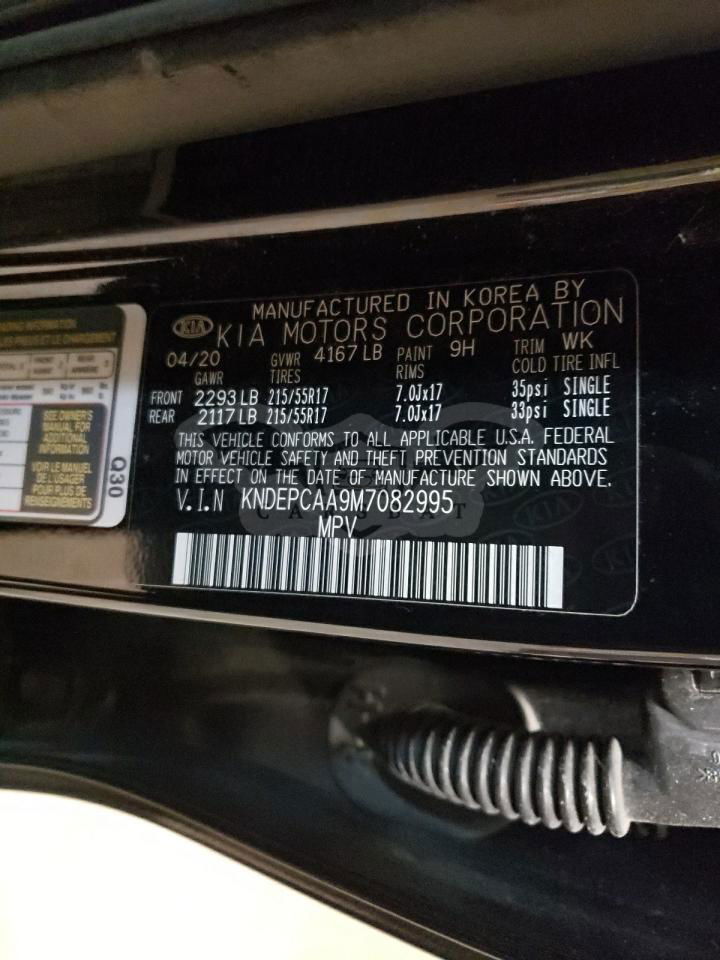 MANUFACTURED IN KOREA BY
KIA KIA MOTORS CORPORATION
04/20 GVWR 4167 LB PAINT 9H TRIM WK
GAWR TIRES RIMS COLD TIRE INFL
FRONT 2293 LB 215/55R17 7.0Jx17 35psi SINGLE
REAR 2117 LB 215/55R17 7.0Jx17 33psi SINGLE
THIS VEHICLE CONFORMS TO ALL APPLICABLE U.S.A. FEDERAL
MOTOR VEHICLE SAFETY AND THEFT PREVENTION STANDARDS
IN EFFECT ON THE DATE OF MANUFACTURE SHOWN ABOVE.
V.I.N KNDEPCAA9M7082995
MPV
SEE OWNER'S
MANUAL FOR
ADDITIONAL
INFORMATION
VOIR LE MANUEL
DE L'USAGER
POUR PLUS DE
RENSEIGNEMENTS
Q30